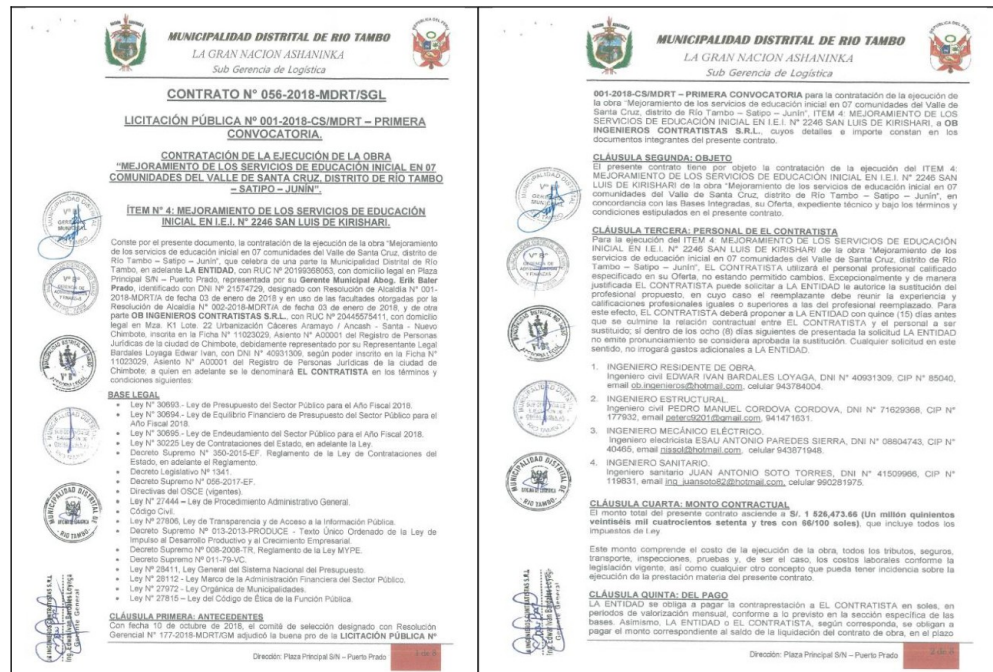 MUNICIPALIDAD DISTRITAL DE RIO TAMBO
LA GRAN NACION ASHANINKA
Sub Gerencia de Logística
CONTRATO N° 056-2018-MDRT/SGL
LICITACIÓN PÚBLICA Nº 001-2018-CS/MDRT – PRIMERA
CONVOCATORIA.
CONTRATACIÓN DE LA EJECUCIÓN DE LA OBRA
"MEJORAMIENTO DE LOS SERVICIOS DE EDUCACIÓN INICIAL EN 07
COMUNIDADES DEL VALLE DE SANTA CRUZ, DISTRITO DE RÍO TAMBO
– SATIPO – JUNÍN".
ÍTEM N° 4: MEJORAMIENTO DE LOS SERVICIOS DE EDUCACIÓN
INICIAL EN I.E.I. N° 2246 SAN LUIS DE KIRISHARI.
Conste por el presente documento, la contratación de la ejecución de la obra "Mejoramiento
de los servicios de educación inicial en 07 comunidades del Valle de Santa Cruz, distrito de
Río Tambo – Satipo – Junín", que celebra de una parte la Municipalidad Distrital de Río
Tambo, en adelante LA ENTIDAD, con RUC Nº 20199368053, con domicilio legal en Plaza
Principal S/N – Puerto Prado, representada por su Gerente Municipal Abog. Erik Baler
Prado, identificado con DNI Nº 21574729, designado con Resolución de Alcaldía N° 001-
2018-MDRT/A de fecha 03 de enero de 2018 y en uso de las facultades otorgadas por la
Resolución de Alcaldía N° 002-2018-MDRT/A de fecha 03 de enero de 2018, y de otra
parte OB INGENIEROS CONTRATISTAS S.R.L., con RUC Nº 20445575411, con domicilio
legal en Mza. K1 Lote. 22 Urbanización Cáceres Aramayo / Ancash - Santa - Nuevo
Chimbote, inscrita en la Ficha N° 11023029, Asiento N° A00001 del Registro de Personas
Jurídicas de la ciudad de Chimbote, debidamente representado por su Representante Legal
Bardales Loyaga Edwar Ivan, con DNI Nº 40931309, según poder inscrito en la Ficha N°
11023029, Asiento N° A00001 del Registro de Personas Jurídicas de la ciudad de
Chimbote; a quien en adelante se le denominará EL CONTRATISTA en los términos y
condiciones siguientes:
BASE LEGAL
• Ley N° 30693.- Ley de Presupuesto del Sector Público para el Año Fiscal 2018.
• Ley N° 30694.- Ley de Equilibrio Financiero de Presupuesto del Sector Público para el
Año Fiscal 2018.
• Ley N° 30695.- Ley de Endeudamiento del Sector Público para el Año Fiscal 2018.
• Ley N° 30225 Ley de Contrataciones del Estado, en adelante la Ley.
• Decreto Supremo N° 350-2015-EF. Reglamento de la Ley de Contrataciones del
Estado, en adelante el Reglamento.
• Decreto Legislativo Nº 1341.
• Decreto Supremo N° 056-2017-EF.
• Directivas del OSCE (vigentes).
• Ley N° 27444 – Ley de Procedimiento Administrativo General.
• Código Civil.
• Ley Nº 27806, Ley de Transparencia y de Acceso a la Información Pública.
• Decreto Supremo Nº 013-2013-PRODUCE - Texto Único Ordenado de la Ley de
Impulso al Desarrollo Productivo y al Crecimiento Empresarial.
• Decreto Supremo Nº 008-2008-TR, Reglamento de la Ley MYPE.
• Decreto Supremo N° 011-79-VC.
• Ley Nº 28411, Ley General del Sistema Nacional del Presupuesto.
• Ley Nº 28112 - Ley Marco de la Administración Financiera del Sector Público.
• Ley N° 27972 - Ley Orgánica de Municipalidades.
• Ley N° 27815 – Ley del Código de Ética de la Función Pública.
CLÁUSULA PRIMERA: ANTECEDENTES
Con fecha 10 de octubre de 2018, el comité de selección designado con Resolución
Gerencial N° 177-2018-MDRT/GM adjudicó la buena pro de la LICITACIÓN PÚBLICA Nº
Dirección: Plaza Principal S/N – Puerto Prado
MUNICIPALIDAD DISTRITAL DE RIO TAMBO
LA GRAN NACION ASHANINKA
Sub Gerencia de Logística
001-2018-CS/MDRT – PRIMERA CONVOCATORIA para la contratación de la ejecución de
la obra "Mejoramiento de los servicios de educación inicial en 07 comunidades del Valle de
Santa Cruz, distrito de Río Tambo – Satipo – Junín", ITEM 4: MEJORAMIENTO DE LOS
SERVICIOS DE EDUCACIÓN INICIAL EN I.E.I. N° 2246 SAN LUIS DE KIRISHARI, a OB
INGENIEROS CONTRATISTAS S.R.L., cuyos detalles e importe constan en los
documentos integrantes del presente contrato.
CLÁUSULA SEGUNDA: OBJETO
El presente contrato tiene por objeto la contratación de ejecución del ITEM 4:
MEJORAMIENTO DE LOS SERVICIOS DE EDUCACIÓN INICIAL EN I.E.I. N° 2246 SAN
LUIS DE KIRISHARI de la obra "Mejoramiento de los servicios de educación inicial en 07
comunidades del Valle de Santa Cruz, distrito de Río Tambo – Satipo – Junín", en
concordancia con las Bases Integradas, su Oferta, expediente técnico y bajo los términos y
condiciones estipulados en el presente contrato.
CLÁUSULA TERCERA: PERSONAL DE EL CONTRATISTA
Para la ejecución del ITEM 4: MEJORAMIENTO DE LOS SERVICIOS DE EDUCACIÓN
INICIAL EN I.E.I. N° 2246 SAN LUIS DE KIRISHARI de la obra "Mejoramiento de los
servicios de educación inicial en 07 comunidades del Valle de Santa Cruz, distrito de Río
Tambo – Satipo – Junín", EL CONTRATISTA utilizará el personal profesional calificado
especificado en su Oferta, no estando permitido cambios. Excepcionalmente y de manera
justificada EL CONTRATISTA puede solicitar a LA ENTIDAD le autorice la sustitución del
profesional propuesto, en cuyo caso el reemplazante debe reunir la experiencia y
calificaciones profesionales iguales o superiores a las del profesional reemplazado. Para
este efecto, EL CONTRATISTA deberá proponer a LA ENTIDAD con quince (15) días antes
que se culmine la relación contractual entre EL CONTRATISTA y el personal a ser
sustituido; si dentro de los ocho (8) días siguientes de presentada la solicitud LA ENTIDAD
no emite pronunciamiento se considera aprobada la sustitución. Cualquier solicitud en este
sentido, no irrogará gastos adicionales a LA ENTIDAD.
1. INGENIERO RESIDENTE DE OBRA.
Ingeniero civil EDWAR IVAN BARDALES LOYAGA, DNI N° 40931309, CIP N° 85040,
email ob.ingenieros@hotmail.com, celular 943784004.
2. INGENIERO ESTRUCTURAL.
Ingeniero civil PEDRO MANUEL CORDOVA CORDOVA, DNI N° 71629368, CIP N°
177932, email peterc9201@gmail.com, 941471631.
3. INGENIERO MECÁNICO ELÉCTRICO.
Ingeniero electricista ESAU ANTONIO PAREDES SIERRA, DNI N° 08804743, CIP N°
40465, email nissol@hotmail.com, celular 943871948.
4. INGENIERO SANITARIO.
Ingeniero sanitario JUAN ANTONIO SOTO TORRES, DNI N° 41509966, CIP N°
119831, email ing_juansoto82@hotmail.com, celular 990281975.
CLÁUSULA CUARTA: MONTO CONTRACTUAL
El monto total del presente contrato asciende a S/. 1 526,473.66 (Un millón quinientos
veintiséis mil cuatrocientos setenta y tres con 66/100 soles), que incluye todos los
impuestos de Ley.
Este monto comprende el costo de la ejecución de la obra, todos los tributos, seguros,
transporte, inspecciones, pruebas y, de ser el caso, los costos laborales conforme la
legislación vigente, así como cualquier otro concepto que pueda tener incidencia sobre la
ejecución de la prestación materia del presente contrato.
CLÁUSULA QUINTA: DEL PAGO
LA ENTIDAD se obliga a pagar la contraprestación a EL CONTRATISTA en soles, en
periodos de valorización mensual, conforme a lo previsto en la sección específica de las
bases. Asimismo, LA ENTIDAD o EL CONTRATISTA, según corresponda, se obligan a
pagar el monto correspondiente al saldo de la liquidación del contrato de obra, en el plazo
Dirección: Plaza Principal S/N – Puerto Prado